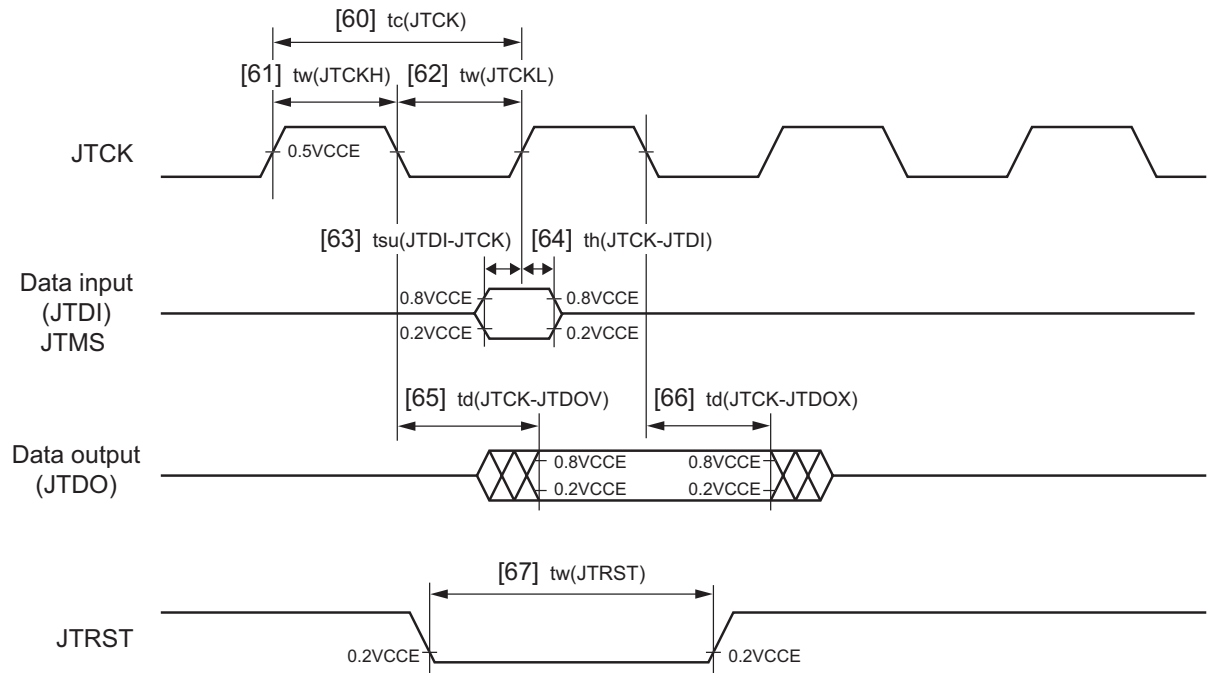 [60] tc(JTCK)
[61] tw(JTCKH) [62] tw(JTCKL)
JTCK
0.5VCCE
[63] tsu(JTDI-JTCK) [64] th(JTCK-JTDI)
Data input
(JTDI)
JTMS
0.8VCCE 0.8VCCE
0.2VCCE 0.2VCCE
[65] td(JTCK-JTDOV) [66] td(JTCK-JTDOX)
Data output
(JTDO)
0.8VCCE 0.8VCCE
0.2VCCE 0.2VCCE
[67] tw(JTRST)
JTRST
0.2VCCE 0.2VCCE